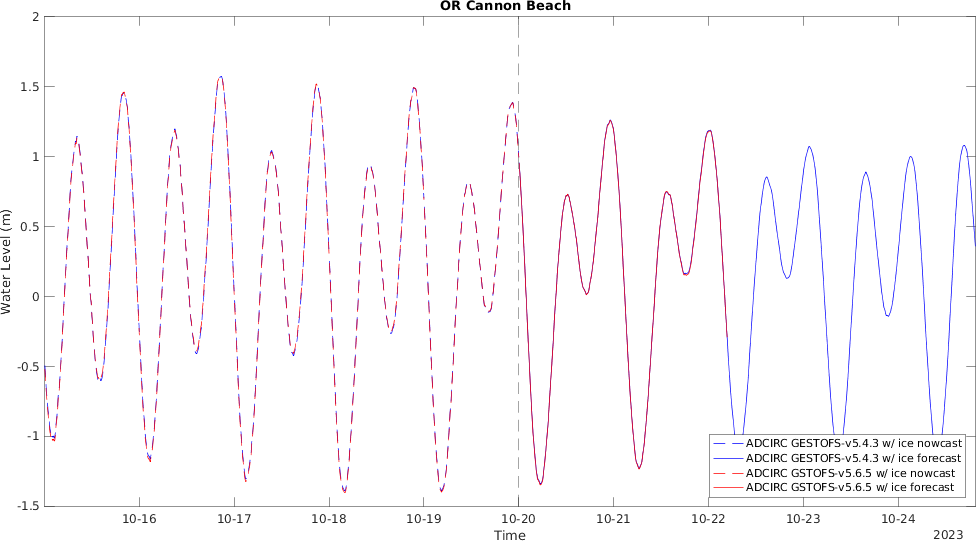 OR Cannon Beach
2
1.5
1
0.5
0
-0.5
-1
-1.5
Water Level (m)
10-16 10-17 10-18 10-19 10-20 10-21 10-22 10-23 10-24
Time
2023
ADCIRC GESTOFS-v5.4.3 w/ ice nowcast
ADCIRC GESTOFS-v5.4.3 w/ ice forecast
ADCIRC GSTOFS-v5.6.5 w/ ice nowcast
ADCIRC GSTOFS-v5.6.5 w/ ice forecast